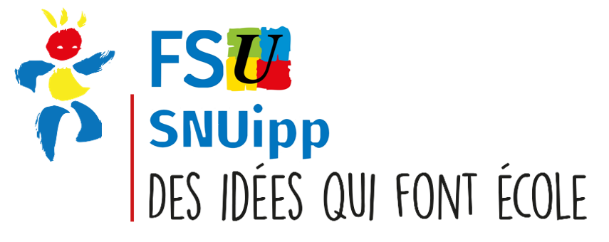 FSU
SNUipp
DES IDÉES QUI FONT ÉCOLE